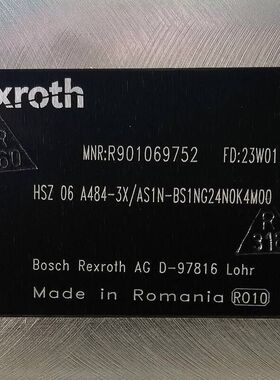 xroth
MNR:R901069752 FD:23W01
HSZ 06 A484-3X/AS1N-BS1NG24N0K4M00
Bosch Rexroth AG D-97816 Lohr
Made in Romania R010